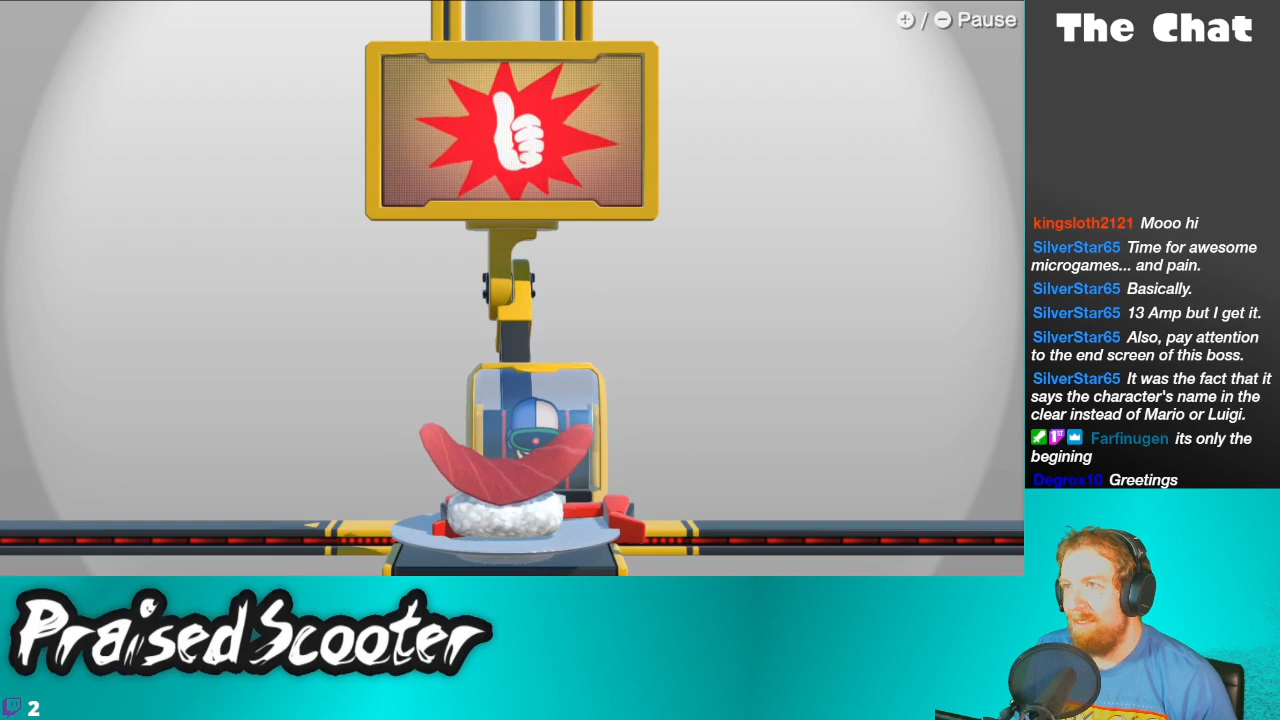 + / - Pause
The Chat
kingsloth2121 Mooo hi
SilverStar65 Time for awesome
microgames... and pain.
SilverStar65 Basically.
SilverStar65 13 Amp but I get it.
SilverStar65 Also, pay attention
to the end screen of this boss.
SilverStar65 It was the fact that it
says the character's name in the
clear instead of Mario or Luigi.
1ST Farfinugen its only the
begining
Degrox10 Greetings
PraisedScooter
2